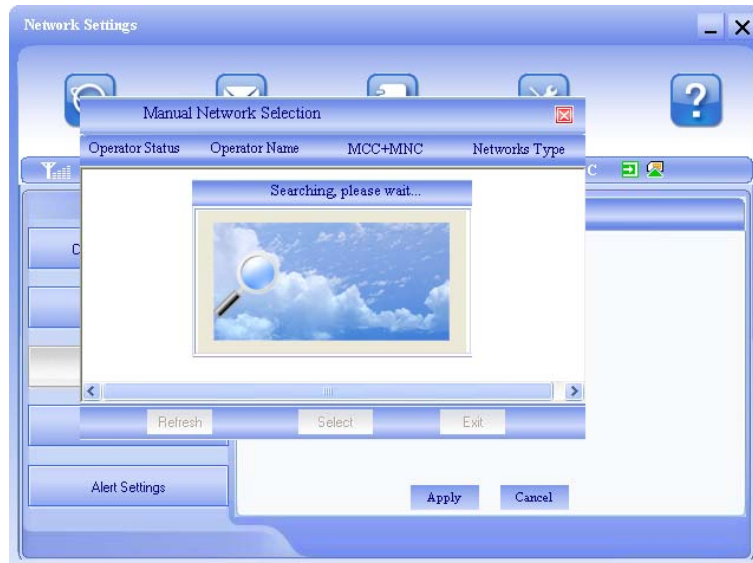 Network Settings
Manual Network Selection
Operator Status Operator Name MCC+MNC Networks Type
Searching, please wait...
Refresh Select Exit
Alert Settings
Apply Cancel